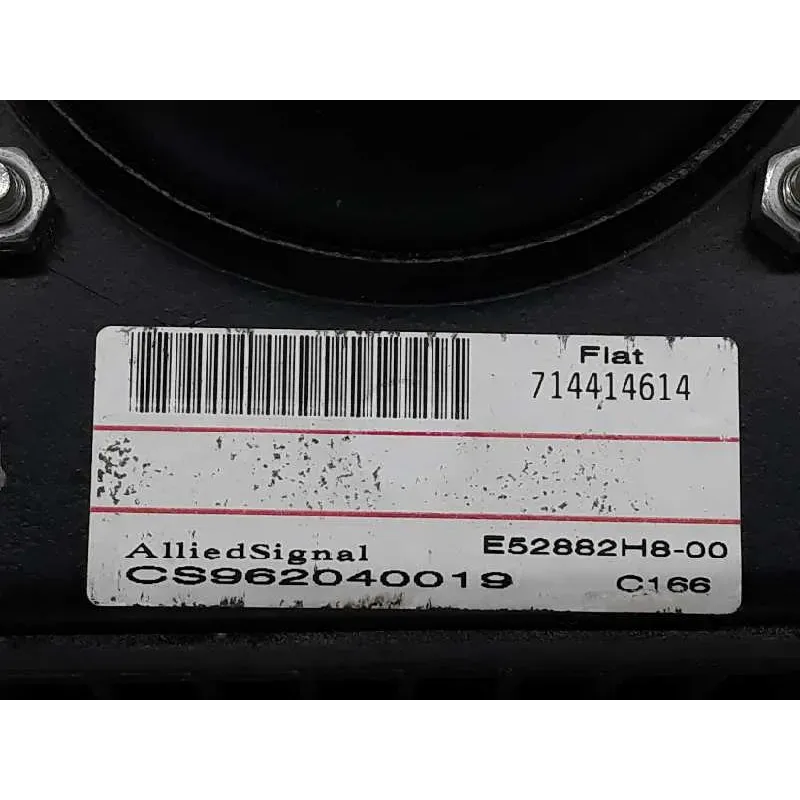 Fiat
714414614
AlliedSignal
E52882H8-00
CS962040019
C166